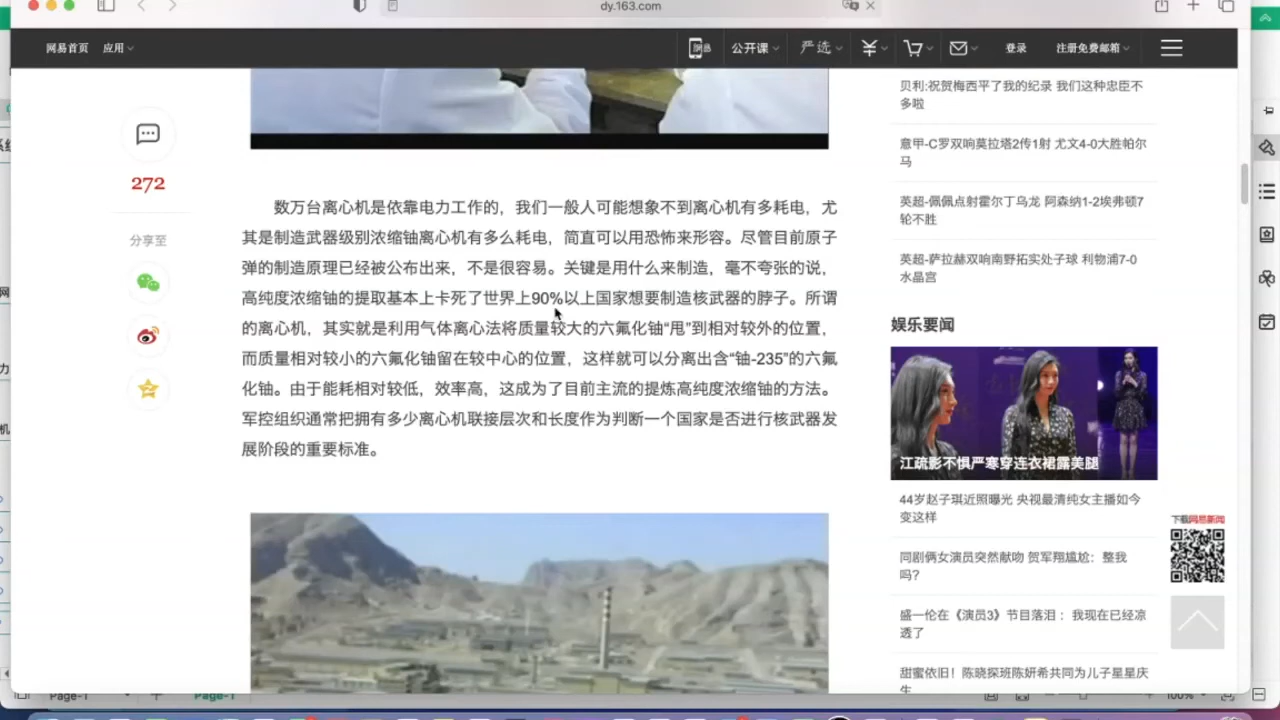 dy.163.com
网易首页
应用
公开课
严选
登录
注册免费邮箱
272
分享至
数万台离心机是依靠电力工作的，我们一般人可能想象不到离心机有多耗电，尤
其是制造武器级别浓缩铀离心机有多么耗电，简直可以用恐怖来形容。尽管目前原子
弹的制造原理已经被公布出来，不是很容易。关键是用什么来制造，毫不夸张的说，
高纯度浓缩铀的提取基本上卡死了世界上90%以上国家想要制造核武器的脖子。所谓
的离心机，其实就是利用气体离心法将质量较大的六氟化铀“甩”到相对较外的位置，
而质量相对较小的六氟化铀留在较中心的位置，这样就可以分离出含“铀-235”的六氟
化铀。由于能耗相对较低，效率高，这成为了目前主流的提炼高纯度浓缩铀的方法。
军控组织通常把拥有多少离心机联接层次和长度作为判断一个国家是否进行核武器发
展阶段的重要标准。
贝利:祝贺梅西平了我的纪录 我们这种忠臣不
多啦
意甲-C罗双响莫拉塔2传1射 尤文4-0大胜帕尔
马
英超-佩佩点射霍尔丁乌龙 阿森纳1-2埃弗顿7
轮不胜
英超-萨拉赫双响南野拓实处子球 利物浦7-0
水晶宫
娱乐要闻
江疏影不惧严寒穿连衣裙露美腿
44岁赵子琪近照曝光 央视最清纯女主播如今
变这样
同剧俩女演员突然献吻 贺军翔尴尬：整我
吗?
盛一伦在《演员3》节目落泪：我现在已经凉
透了
甜蜜依旧！陈晓探班陈妍希共同为儿子星星庆
生
下载网易新闻
Page-1
Page-1
100%